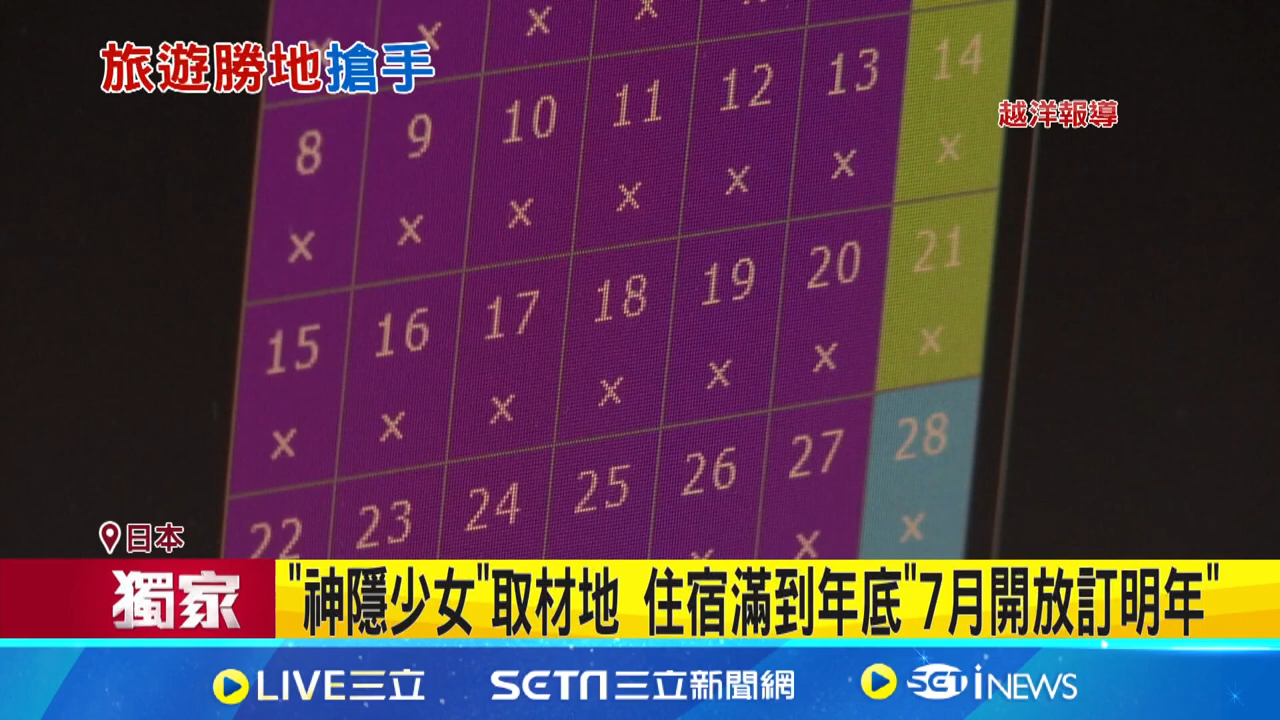 旅遊勝地搶手
越洋報導
x x x x
8 9 10 11 12 13 14
x x x x x x x
15 16 17 18 19 20 21
x x x x x x x
22 23 24 25 26 27 28
x x x
日本
獨家 "神隱少女"取材地 住宿滿到年底"7月開放訂明年"
LIVE三立 SETN三立新聞網 SETiNEWS